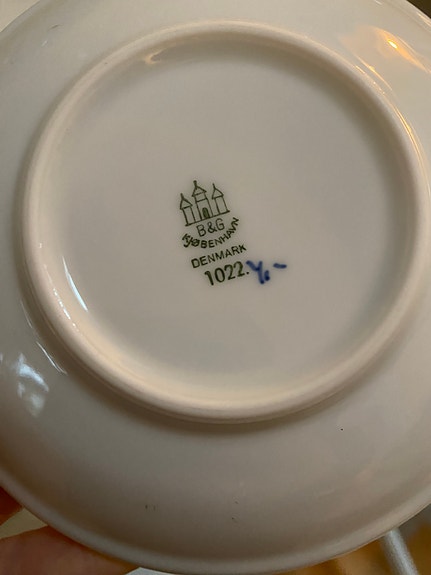 B&G
KJØBENHAVN
DENMARK
1022.